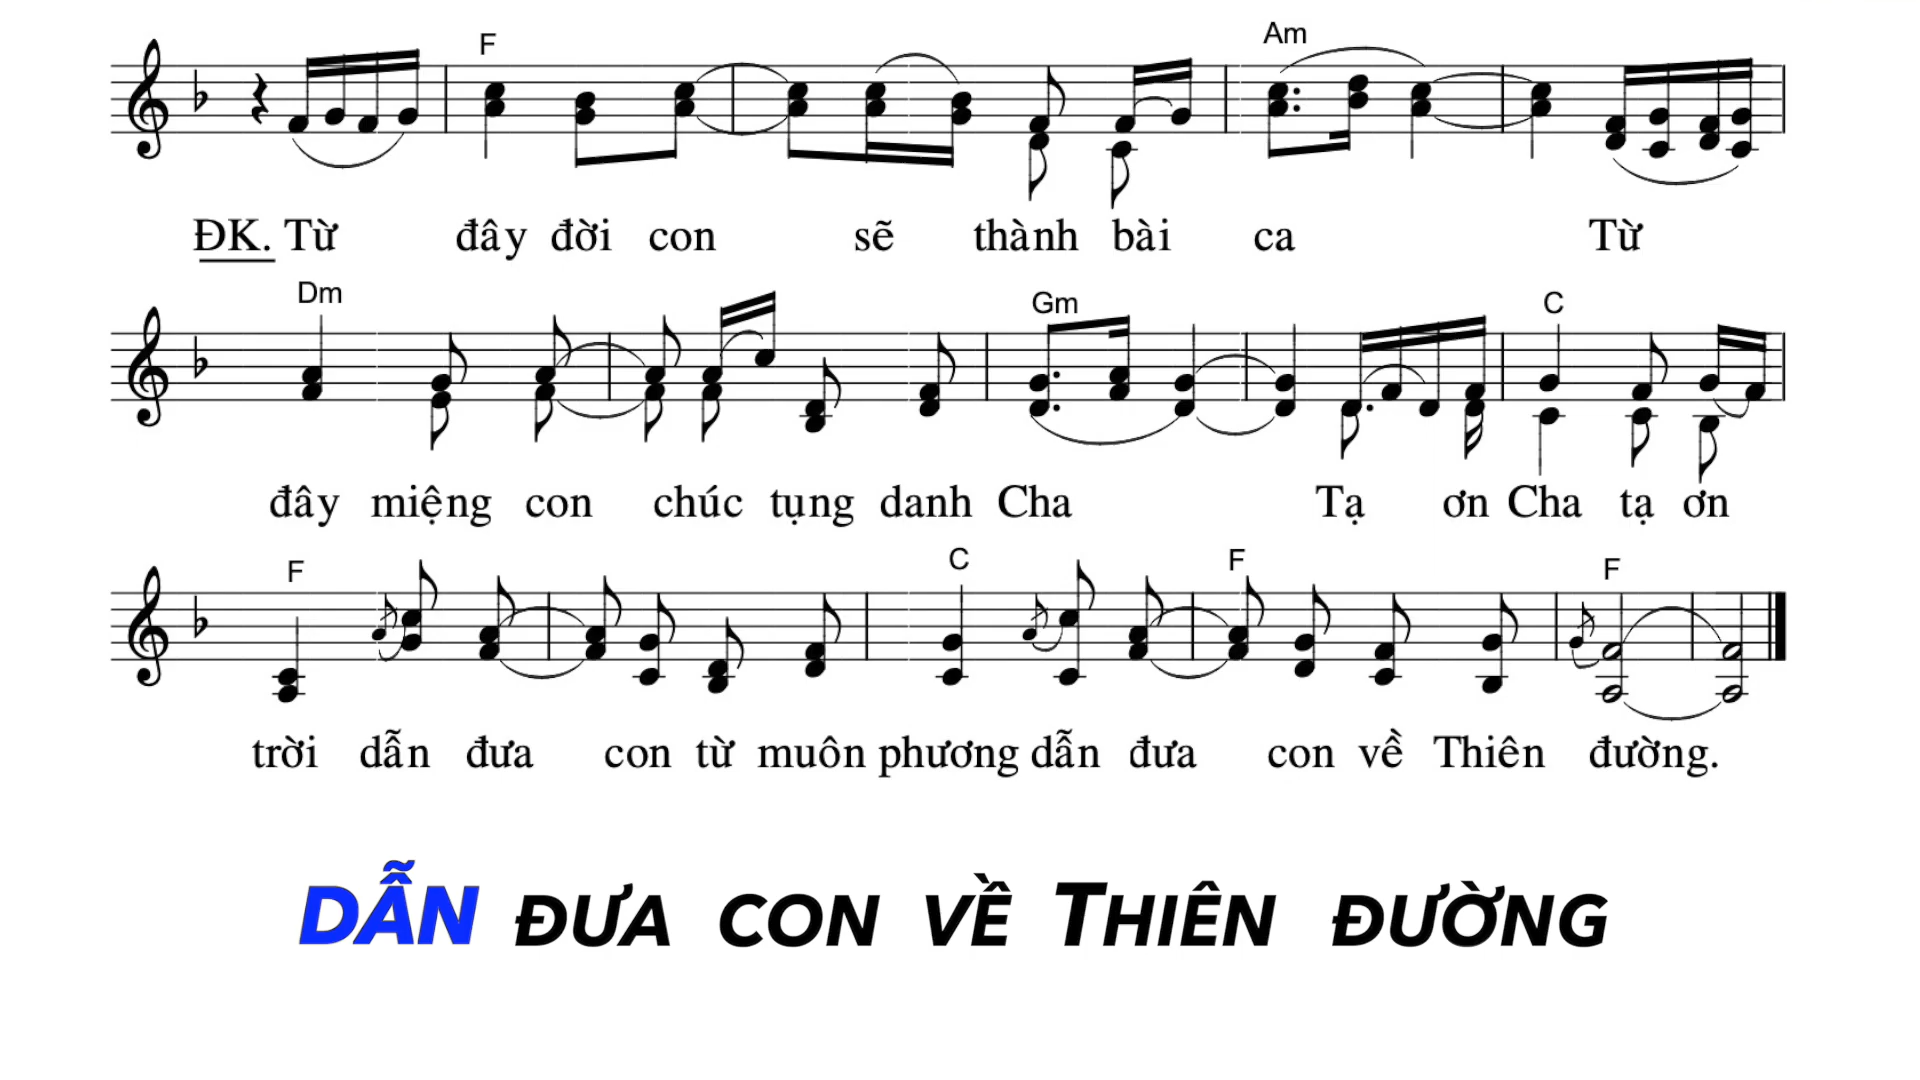 F Am
ĐK. Từ đây đời con sẽ thành bài ca Từ
Dm Gm C
đây miệng con chúc tụng danh Cha Tạ ơn Cha tạ ơn
F C F F
trời dẫn đưa con từ muôn phương dẫn đưa con về Thiên đường.
DẪN ĐƯA CON VỀ THIÊN ĐƯỜNG